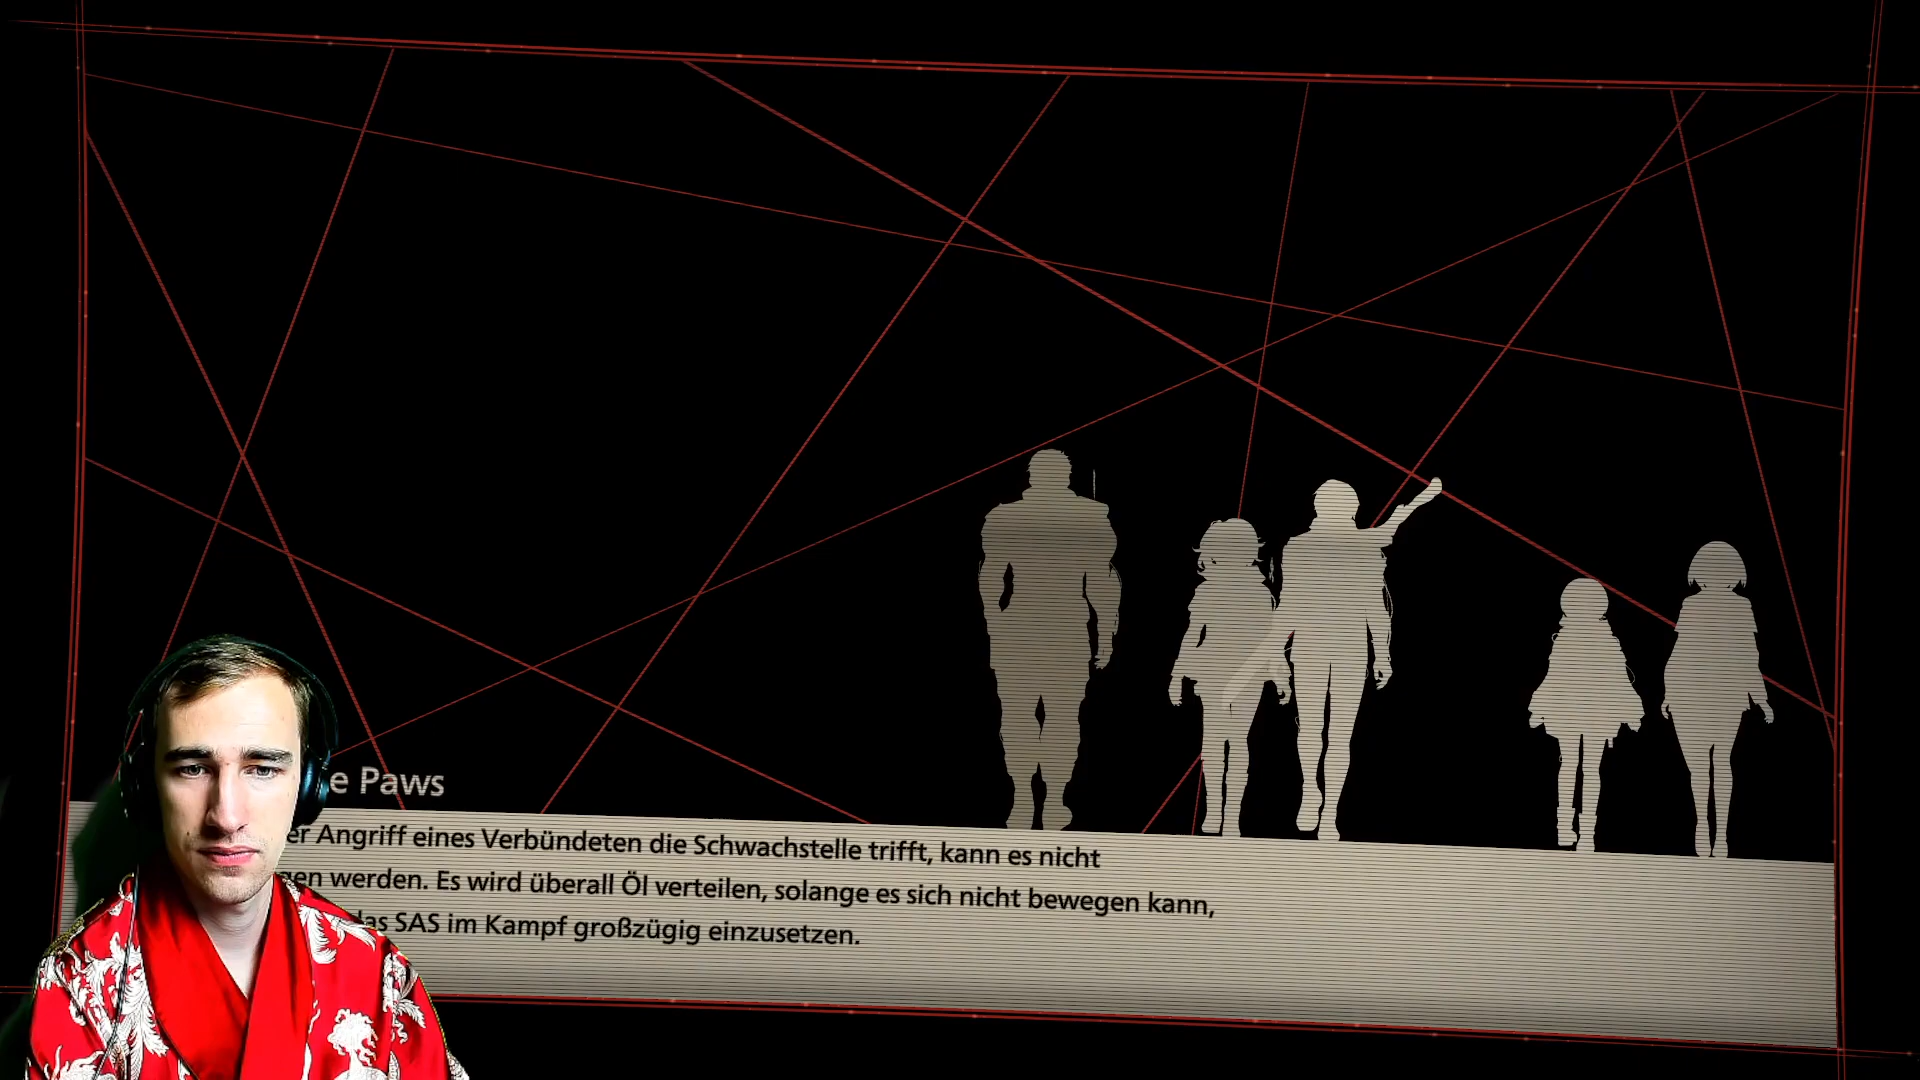 e Paws
er Angriff eines Verbündeten die Schwachstelle trifft, kann es nicht
gen werden. Es wird überall Öl verteilen, solange es sich nicht bewegen kann,
das SAS im Kampf großzügig einzusetzen.